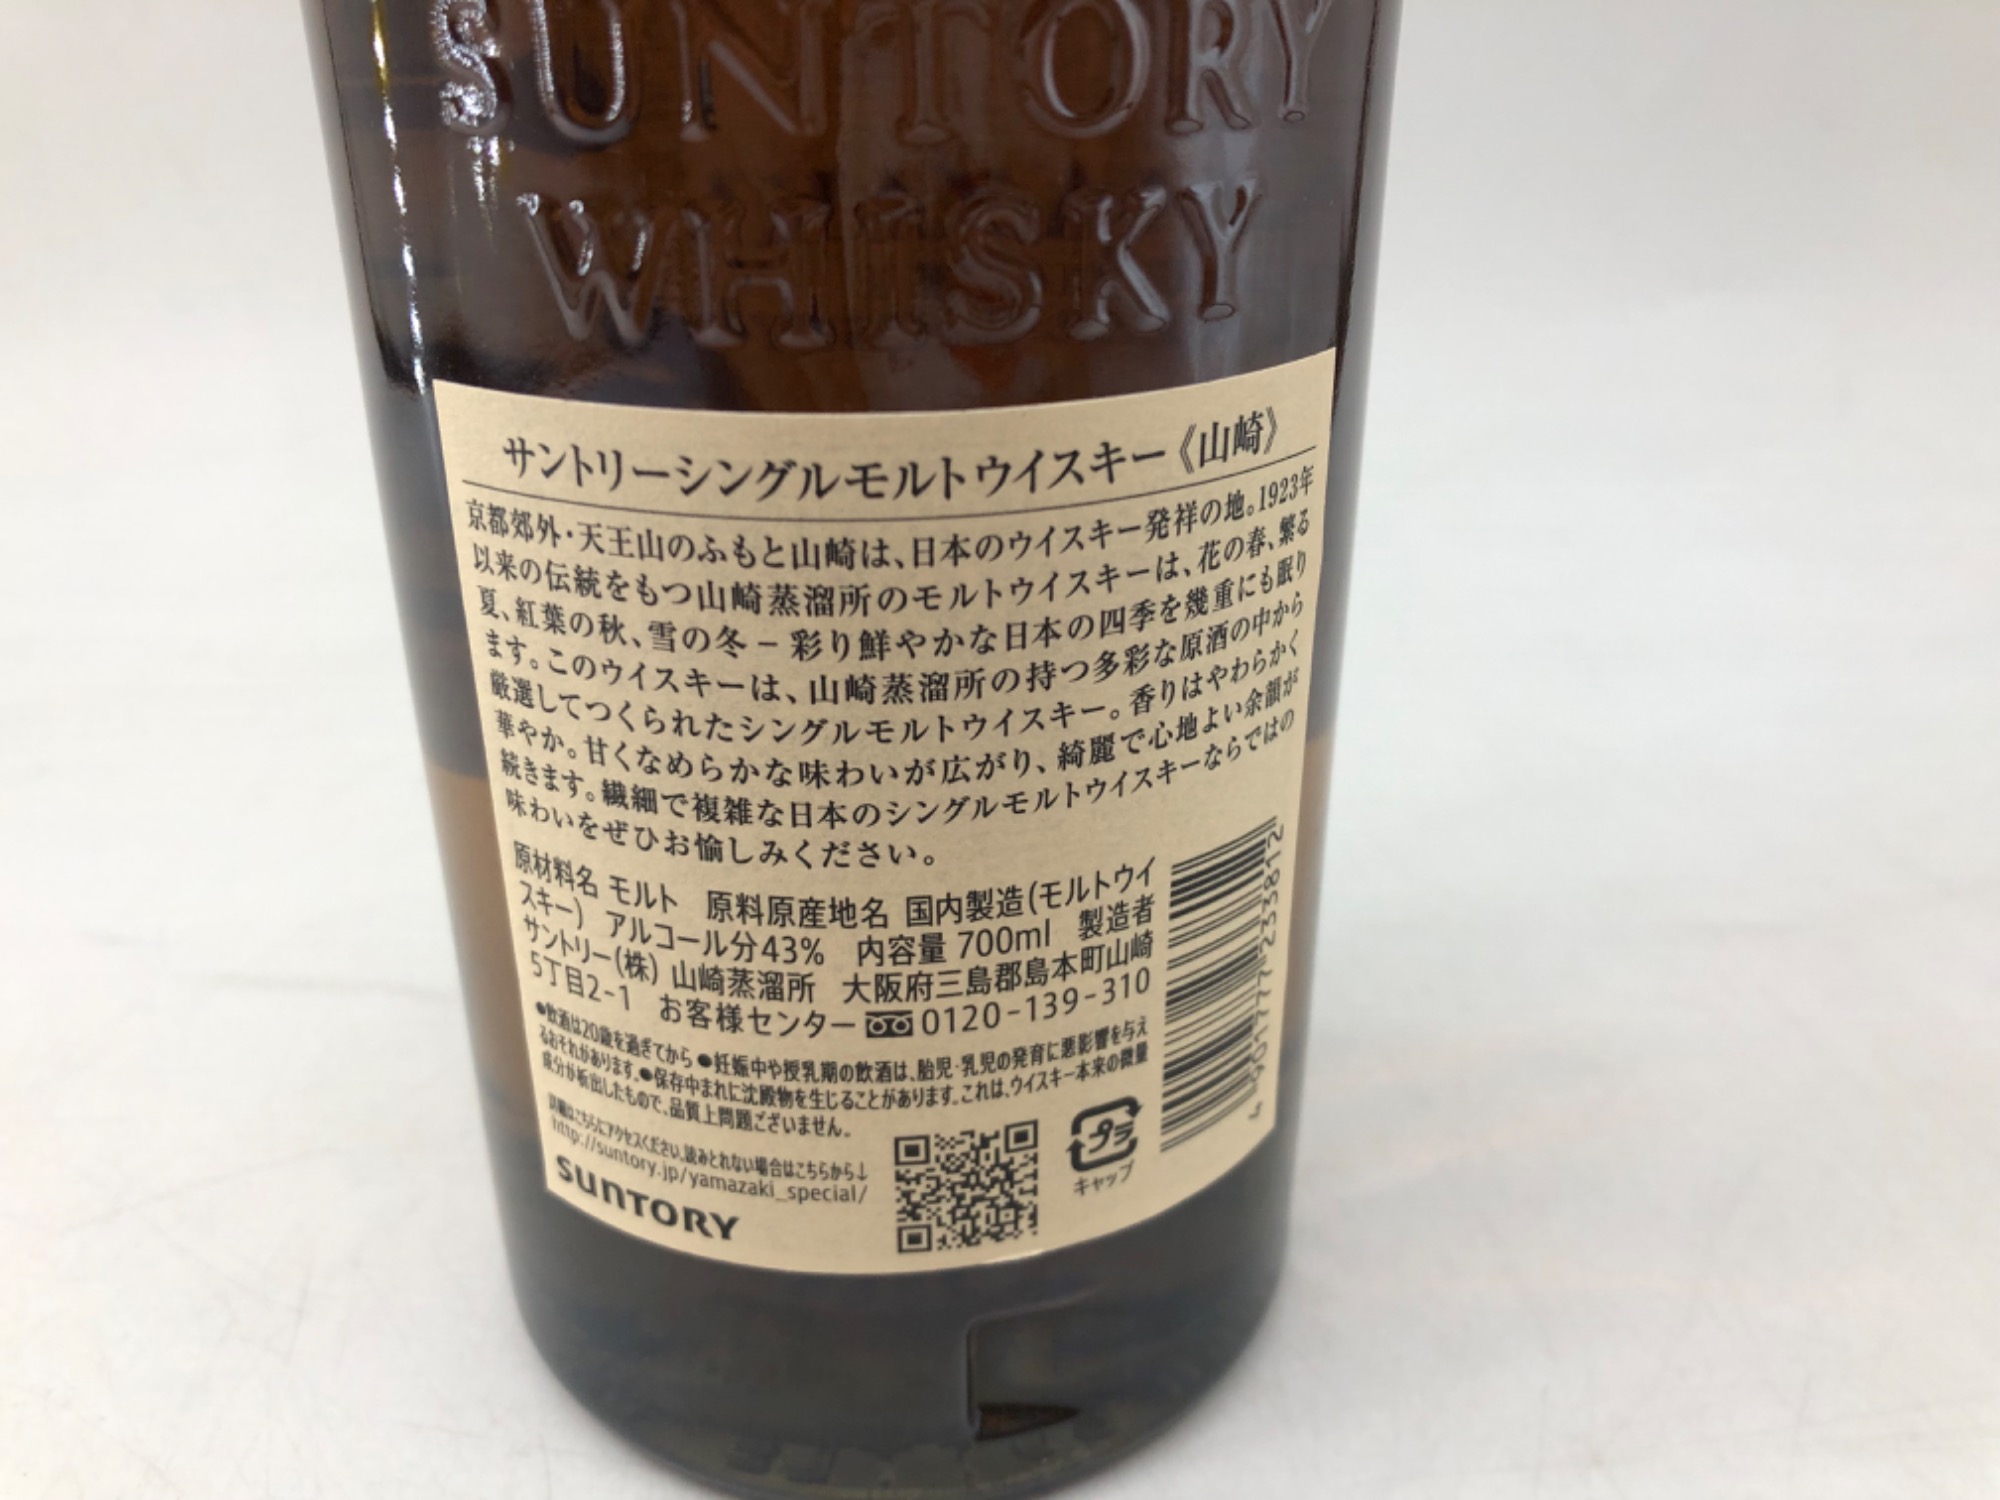 SUNTORY
WHISKY
サントリーシングルモルトウイスキー《山崎》
京都郊外・天王山のふもと山崎は、日本のウイスキー発祥の地。1923年
以来の伝統をもつ山崎蒸溜所のモルトウイスキーは、花の春、繁る
夏、紅葉の秋、雪の冬－彩り鮮やかな日本の四季を幾重にも眠り
ます。このウイスキーは、山崎蒸溜所の持つ多彩な原酒の中から
厳選してつくられたシングルモルトウイスキー。香りはやわらかく
華やか。甘くなめらかな味わいが広がり、綺麗で心地よい余韻が
続きます。繊細で複雑な日本のシングルモルトウイスキーならではの
味わいをぜひお愉しみください。
原材料名 モルト　原料原産地名 国内製造(モルトウイ
スキー)　アルコール分43%　内容量 700ml　製造者
サントリー(株) 山崎蒸溜所　大阪府三島郡島本町山崎
5丁目2-1　お客様センター 0120-139-310
●飲酒は20歳を過ぎてから ●妊娠中や授乳期の飲酒は、胎児・乳児の発育に悪影響を与え
るおそれがあります。●保存中まれに沈殿物を生じることがあります。これは、ウイスキー本来の微量
成分が析出したもので、品質上問題ございません。
詳細はこちらにアクセスください。読みとれない場合はこちらから↓
http://suntory.jp/yamazaki_special/
SUNTORY
プラ
キャップ
4 901777 233812